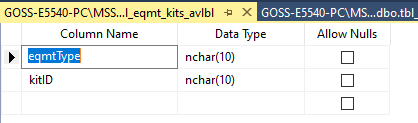 GOSS-E5540-PC\MSS...l_eqmt_kits_avlbl GOSS-E5540-PC\MSS...dbo.tbl_
Column Name Data Type Allow Nulls
eqmtType nchar(10)
kitID nchar(10)